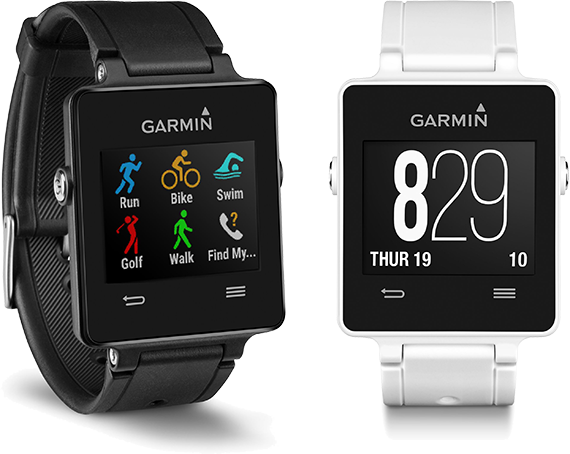 GARMIN
Run Bike Swim
Golf Walk Find My...
GARMIN
829
THUR 19 10